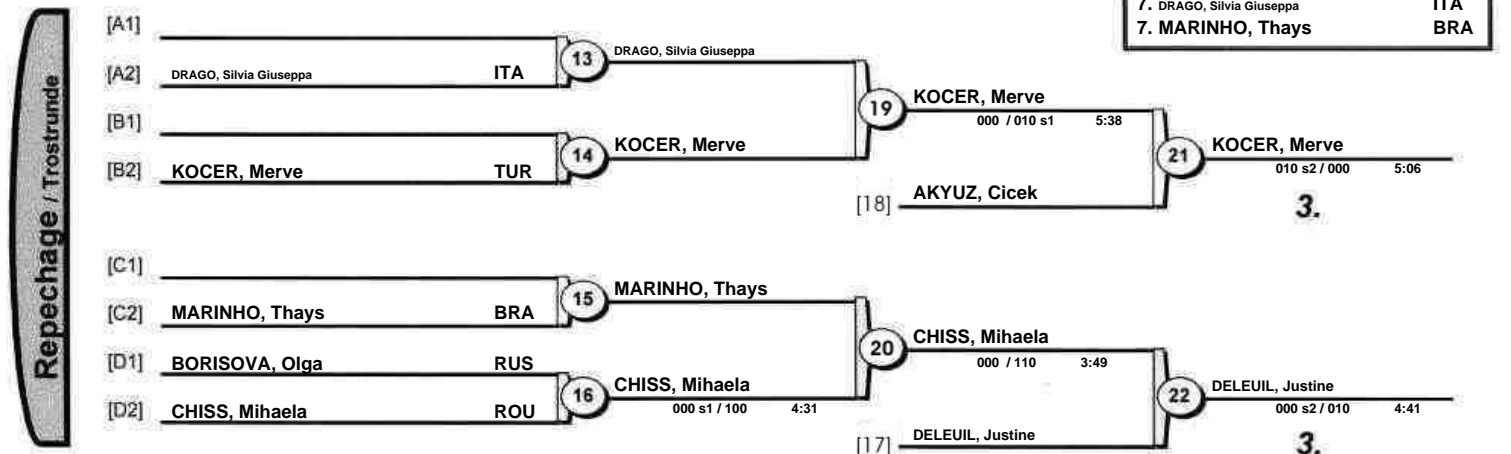 7. DRAGO, Silvia Giuseppa ITA
7. MARINHO, Thays BRA
Repechage / Trostrunde
[A1]
[A2] DRAGO, Silvia Giuseppa ITA
13 DRAGO, Silvia Giuseppa
[B1]
[B2] KOCER, Merve TUR
14 KOCER, Merve
19 KOCER, Merve
000 / 010 s1 5:38
[18] AKYUZ, Cicek
21 KOCER, Merve
010 s2 / 000 5:06
3.
[C1]
[C2] MARINHO, Thays BRA
15 MARINHO, Thays
[D1] BORISOVA, Olga RUS
[D2] CHISS, Mihaela ROU
16 CHISS, Mihaela
000 s1 / 100 4:31
20 CHISS, Mihaela
000 / 110 3:49
[17] DELEUIL, Justine
22 DELEUIL, Justine
000 s2 / 010 4:41
3.